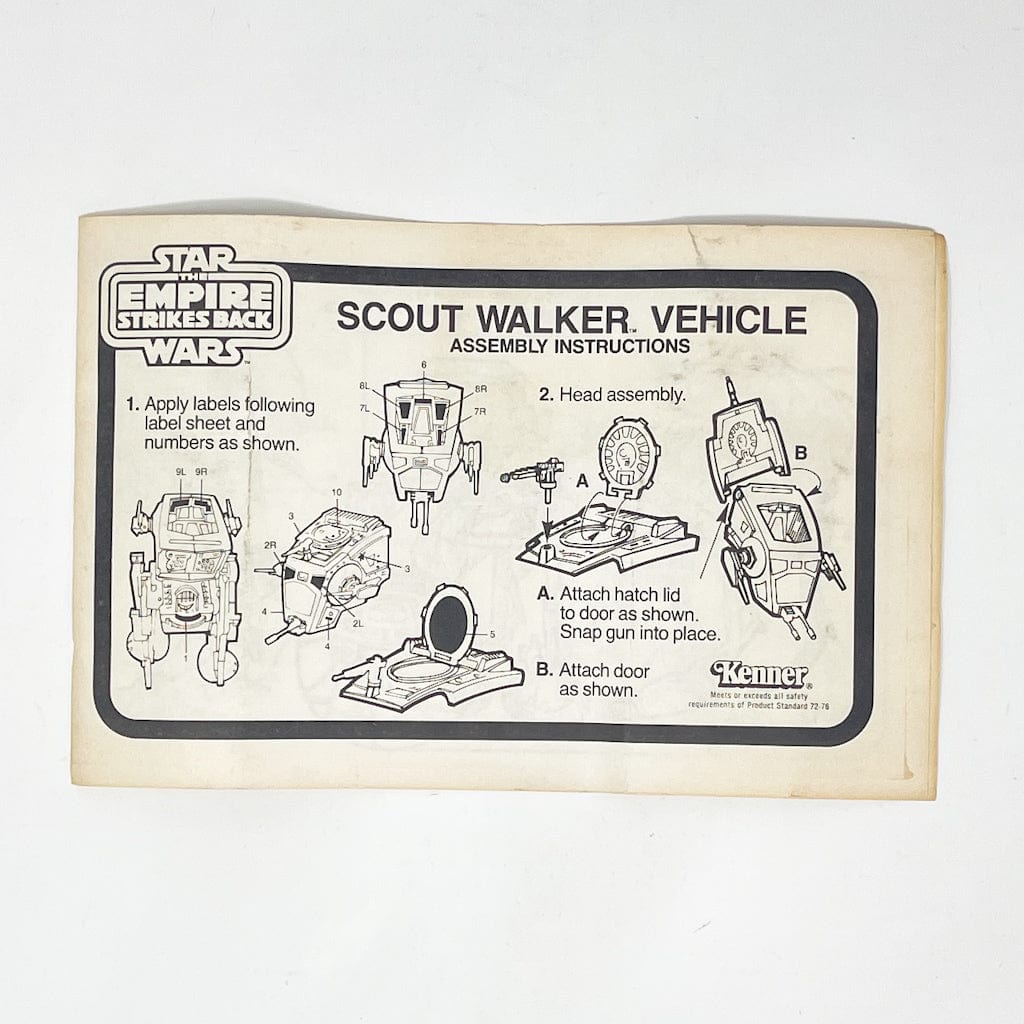 STAR
THE
EMPIRE
STRIKES BACK
WARS™
SCOUT WALKER™ VEHICLE
ASSEMBLY INSTRUCTIONS
1. Apply labels following
label sheet and
numbers as shown.
6
8L 8R
7L 7R
9L 9R
1
10
3
2R
3
4
2L
4
5
2. Head assembly.
A
B
A. Attach hatch lid
to door as shown.
Snap gun into place.
B. Attach door
as shown.
Kenner®
Meets or exceeds all safety
requirements of Product Standard 72-76